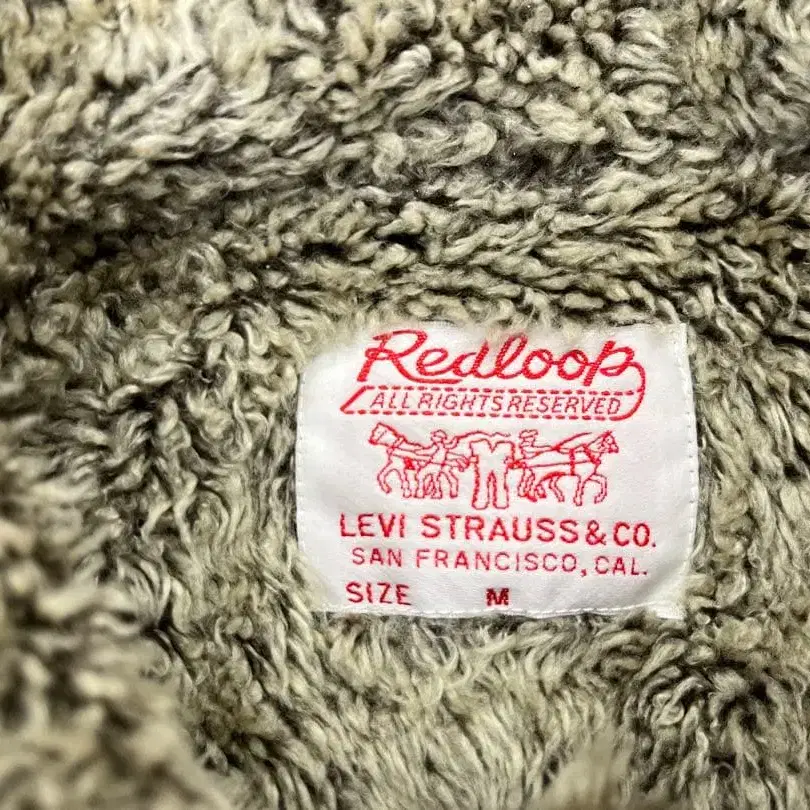 Redloop
ALL RIGHTS RESERVED
LEVI STRAUSS & CO.
SAN FRANCISCO, CAL.
SIZE M